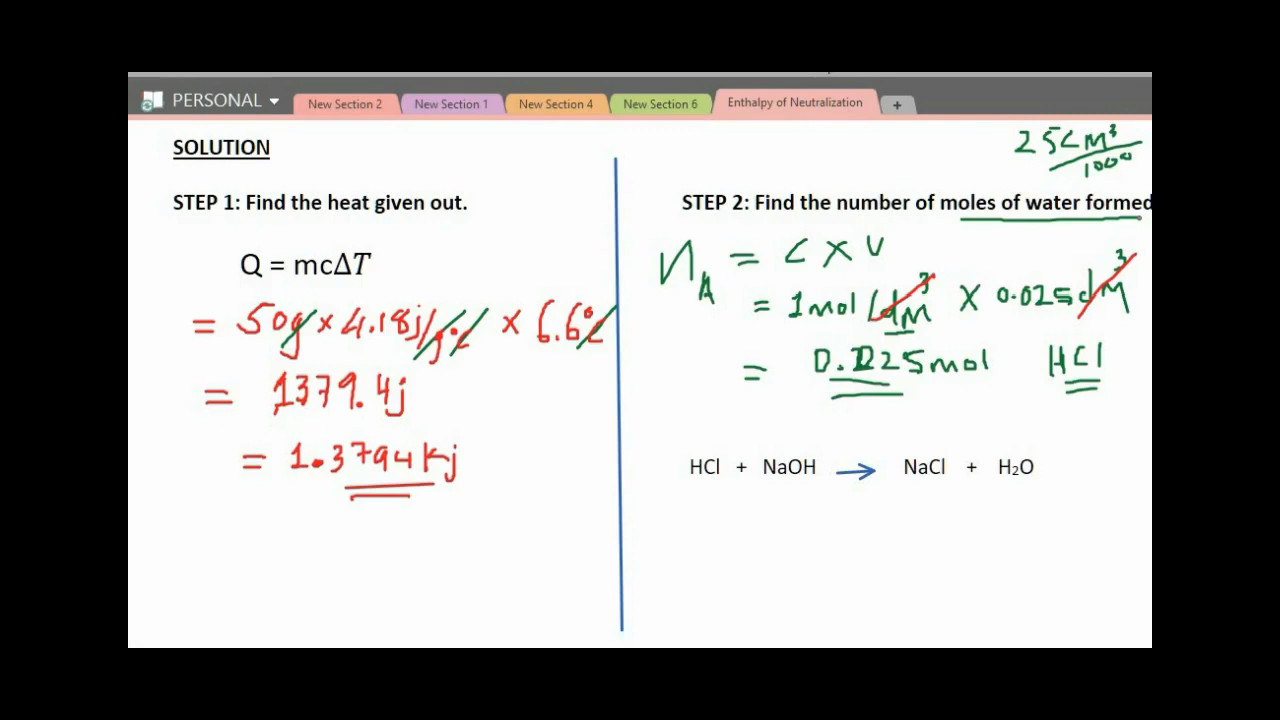 PERSONAL
New Section 2
New Section 1
New Section 4
New Section 6
Enthalpy of Neutralization
+
SOLUTION
STEP 1: Find the heat given out.
Q = mcΔT
= 50g × 4.18j/g°c × 6.6°c
= 1379.4j
= 1.3794Kj
25cm³
1000
STEP 2: Find the number of moles of water formed
nA = c × v
= 1mol/dm³ × 0.025dm³
= 0.025mol HCl
HCl + NaOH → NaCl + H₂O